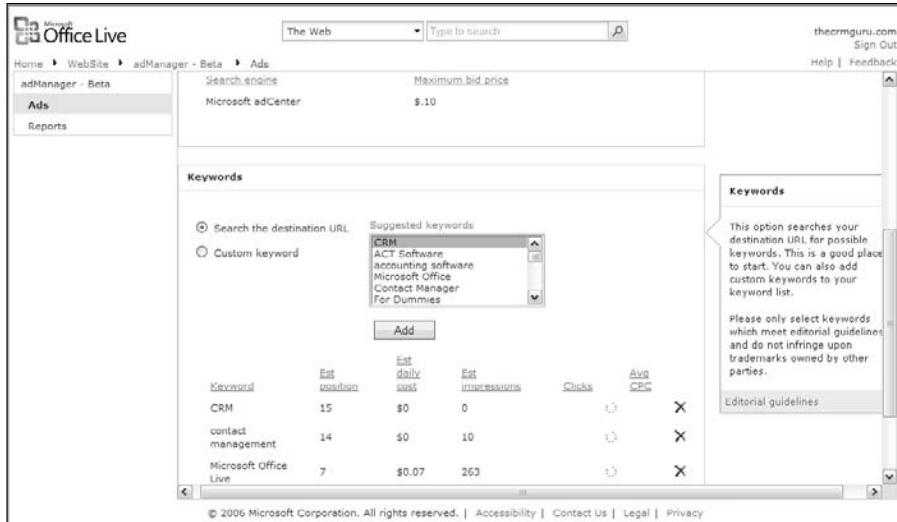 Microsoft
Office Live
The Web
Type to search
thecrmguru.com
Sign Out
Home WebSite adManager - Beta Ads
Help | Feedback
adManager - Beta
Ads
Reports
Search engine Maximum bid price
Microsoft adCenter $.10
Keywords
Search the destination URL
Custom keyword
Suggested keywords
CRM
ACT Software
accounting software
Microsoft Office
Contact Manager
For Dummies
Add
Keyword Est position Est daily cost Est impressions Clicks Avg CPC
CRM 15 $0 0
contact management 14 $0 10
Microsoft Office Live 7 $0.07 263
Keywords
This option searches your
destination URL for possible
keywords. This is a good place
to start. You can also add
custom keywords to your
keyword list.
Please only select keywords
which meet editorial guidelines
and do not infringe upon
trademarks owned by other
parties.
Editorial guidelines
© 2006 Microsoft Corporation. All rights reserved. | Accessibility | Contact Us | Legal | Privacy